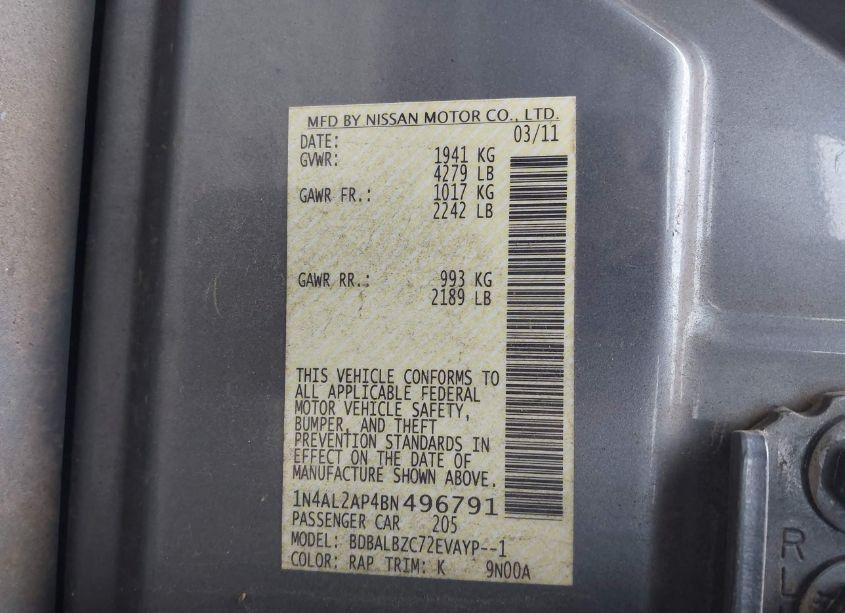 MFD BY NISSAN MOTOR CO., LTD.
DATE: 03/11
GVWR: 1941 KG
4279 LB
GAWR FR.: 1017 KG
2242 LB
GAWR RR.: 993 KG
2189 LB
THIS VEHICLE CONFORMS TO
ALL APPLICABLE FEDERAL
MOTOR VEHICLE SAFETY,
BUMPER, AND THEFT
PREVENTION STANDARDS IN
EFFECT ON THE DATE OF
MANUFACTURE SHOWN ABOVE.
1N4AL2AP4BN496791
PASSENGER CAR 205
MODEL: BDBALBZC72EVAYP--1
COLOR: RAP TRIM: K 9N00A
R
L